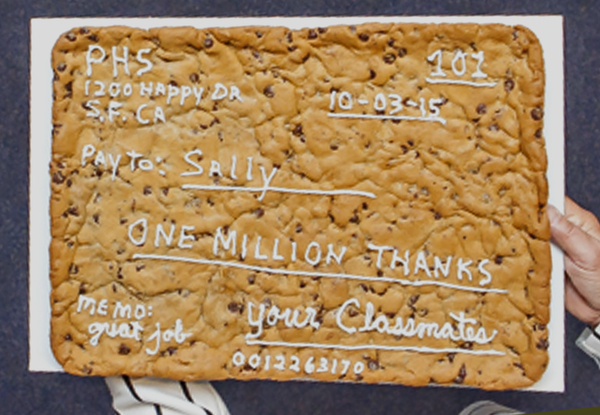 PHS
101
1200 HAPPY DR
10-03-15
S.F. CA
PAY TO: SAlly
ONE MILLION THANKS
MEMO:
great job
your Classmates
0012263170